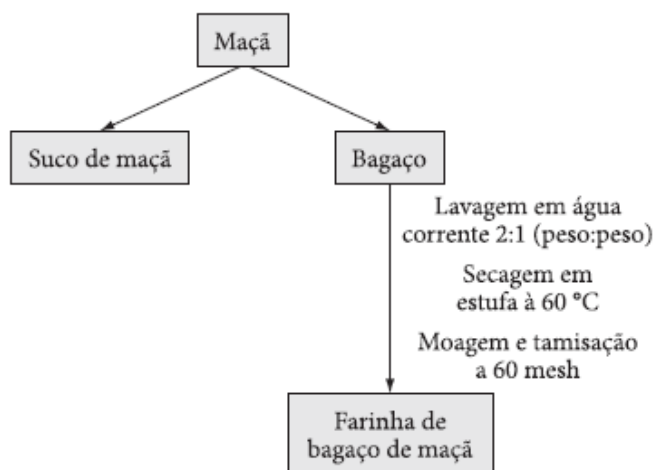 Maçã
Suco de maçã
Bagaço
Lavagem em água
corrente 2:1 (peso:peso)
Secagem em
estufa à 60 °C
Moagem e tamisação
a 60 mesh
Farinha de
bagaço de maçã